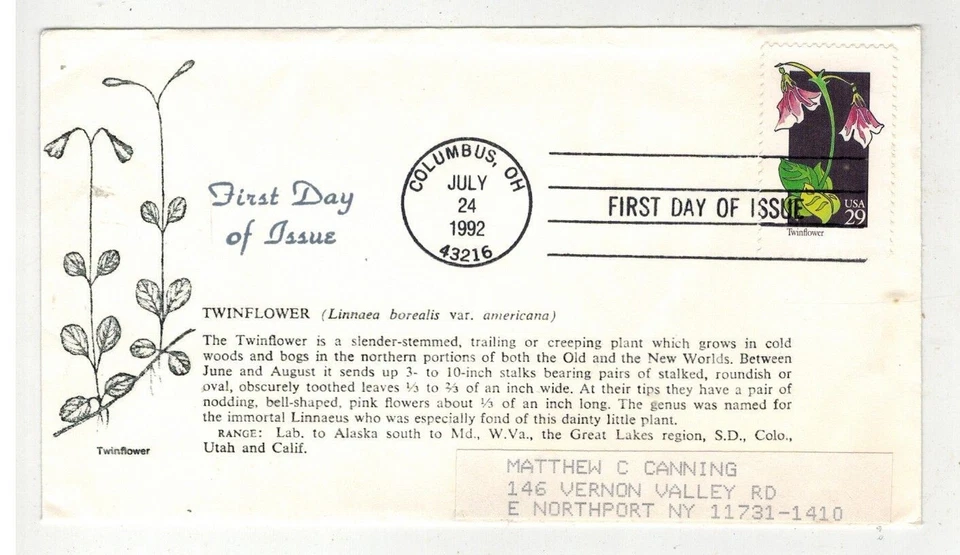 COLUMBUS, OH
JULY
24
1992
43216
FIRST DAY OF ISSUE
USA
29
Twinflower
First Day
of Issue
TWINFLOWER (Linnaea borealis var. americana)
The Twinflower is a slender-stemmed, trailing or creeping plant which grows in cold
woods and bogs in the northern portions of both the Old and the New Worlds. Between
June and August it sends up 3- to 10-inch stalks bearing pairs of stalked, roundish or
oval, obscurely toothed leaves ⅓ to ⅔ of an inch wide. At their tips they have a pair of
nodding, bell-shaped, pink flowers about ⅓ of an inch long. The genus was named for
the immortal Linnaeus who was especially fond of this dainty little plant.
RANGE: Lab. to Alaska south to Md., W.Va., the Great Lakes region, S.D., Colo.,
Utah and Calif.
Twinflower
MATTHEW C CANNING
146 VERNON VALLEY RD
E NORTHPORT NY 11731-1410